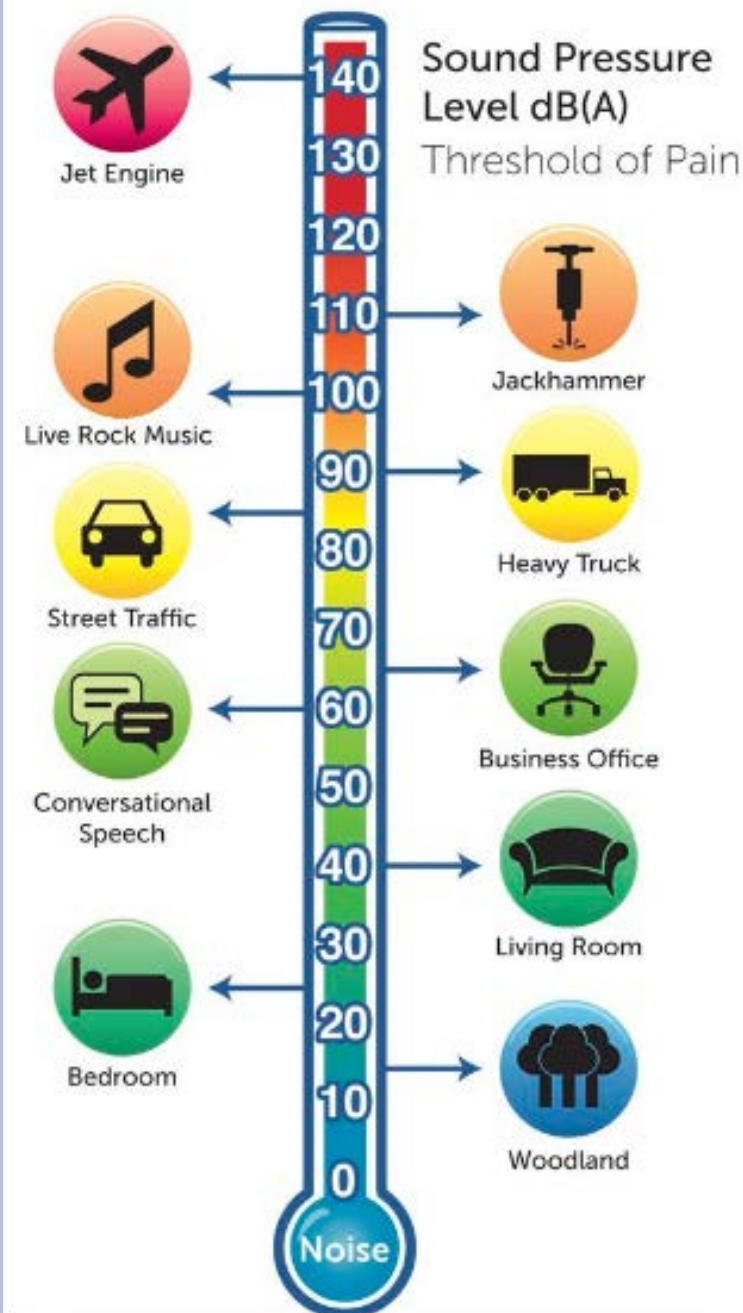 Sound Pressure
Level dB(A)
Threshold of Pain
140
130
120
110
100
90
80
70
60
50
40
30
20
10
0
Noise
Jet Engine
Live Rock Music
Street Traffic
Conversational
Speech
Bedroom
Jackhammer
Heavy Truck
Business Office
Living Room
Woodland